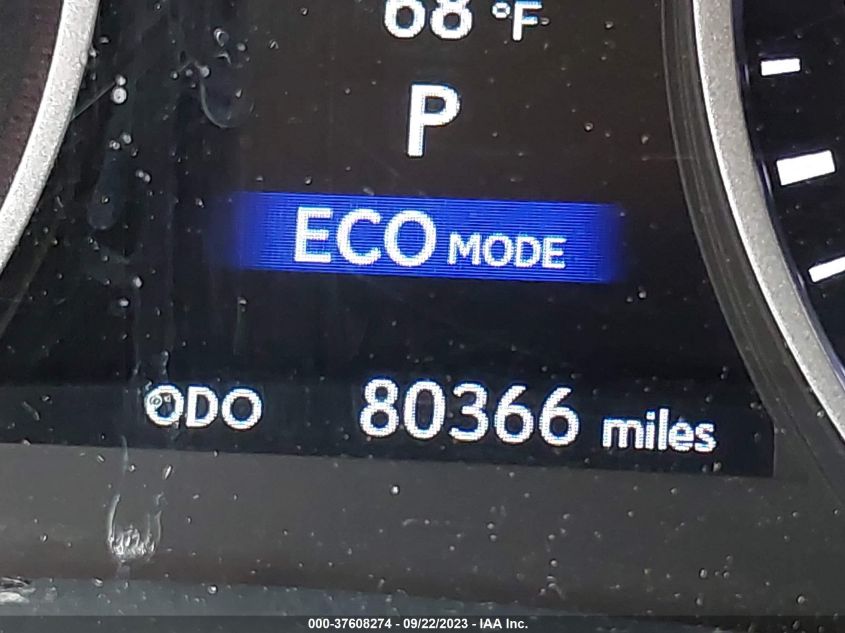 68 °F
P
ECO MODE
ODO 80366 miles
000-37608274 - 09/22/2023 - IAA Inc.